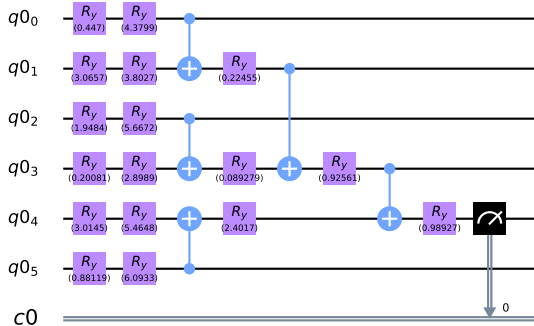 q0₀ R_y (0.447) R_y (4.3799)
q0₁ R_y (3.0657) R_y (3.8027) R_y (0.22455)
q0₂ R_y (1.9484) R_y (5.6672)
q0₃ R_y (0.20081) R_y (2.8989) R_y (0.089279) R_y (0.92561)
q0₄ R_y (3.0145) R_y (5.4648) R_y (2.4017) R_y (0.98927)
q0₅ R_y (0.88119) R_y (6.0933)
c0 0